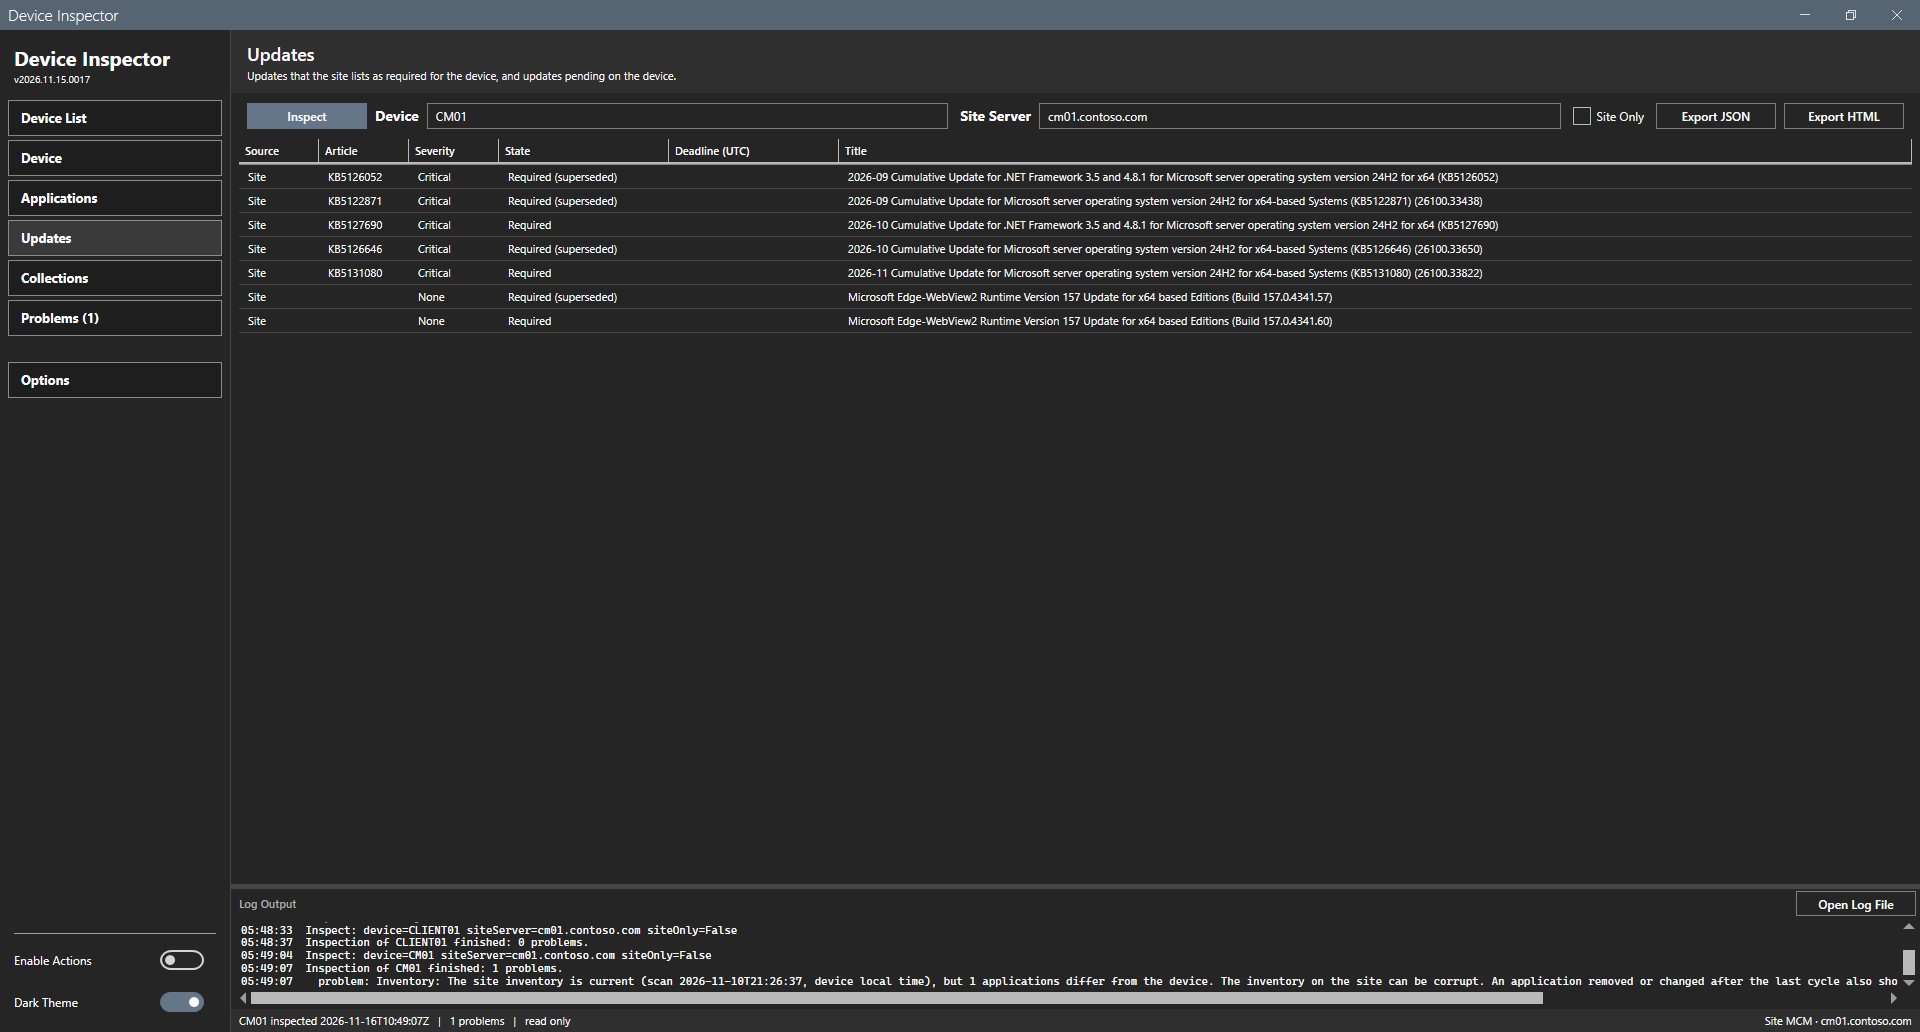 Device Inspector
Device Inspector
v2026.11.15.0017
Device List
Device
Applications
Updates
Collections
Problems (1)
Options
Enable Actions
Dark Theme
Updates
Updates that the site lists as required for the device, and updates pending on the device.
Inspect Device CM01 Site Server cm01.contoso.com Site Only Export JSON Export HTML
Source Article Severity State Deadline (UTC) Title
Site KB5126052 Critical Required (superseded) 2026-09 Cumulative Update for .NET Framework 3.5 and 4.8.1 for Microsoft server operating system version 24H2 for x64 (KB5126052)
Site KB5122871 Critical Required (superseded) 2026-09 Cumulative Update for Microsoft server operating system version 24H2 for x64-based Systems (KB5122871) (26100.33438)
Site KB5127690 Critical Required 2026-10 Cumulative Update for .NET Framework 3.5 and 4.8.1 for Microsoft server operating system version 24H2 for x64 (KB5127690)
Site KB5126646 Critical Required (superseded) 2026-10 Cumulative Update for Microsoft server operating system version 24H2 for x64-based Systems (KB5126646) (26100.33650)
Site KB5131080 Critical Required 2026-11 Cumulative Update for Microsoft server operating system version 24H2 for x64-based Systems (KB5131080) (26100.33822)
Site None Required (superseded) Microsoft Edge-WebView2 Runtime Version 157 Update for x64 based Editions (Build 157.0.4341.57)
Site None Required Microsoft Edge-WebView2 Runtime Version 157 Update for x64 based Editions (Build 157.0.4341.60)
Log Output Open Log File
05:48:33 Inspect: device=CLIENT01 siteServer=cm01.contoso.com siteOnly=False
05:48:37 Inspection of CLIENT01 finished: 0 problems.
05:49:04 Inspect: device=CM01 siteServer=cm01.contoso.com siteOnly=False
05:49:07 Inspection of CM01 finished: 1 problems.
05:49:07 problem: Inventory: The site inventory is current (scan 2026-11-10T21:26:37, device local time), but 1 applications differ from the device. The inventory on the site can be corrupt. An application removed or changed after the last cycle also sho
CM01 inspected 2026-11-16T10:49:07Z | 1 problems | read only Site MCM · cm01.contoso.com